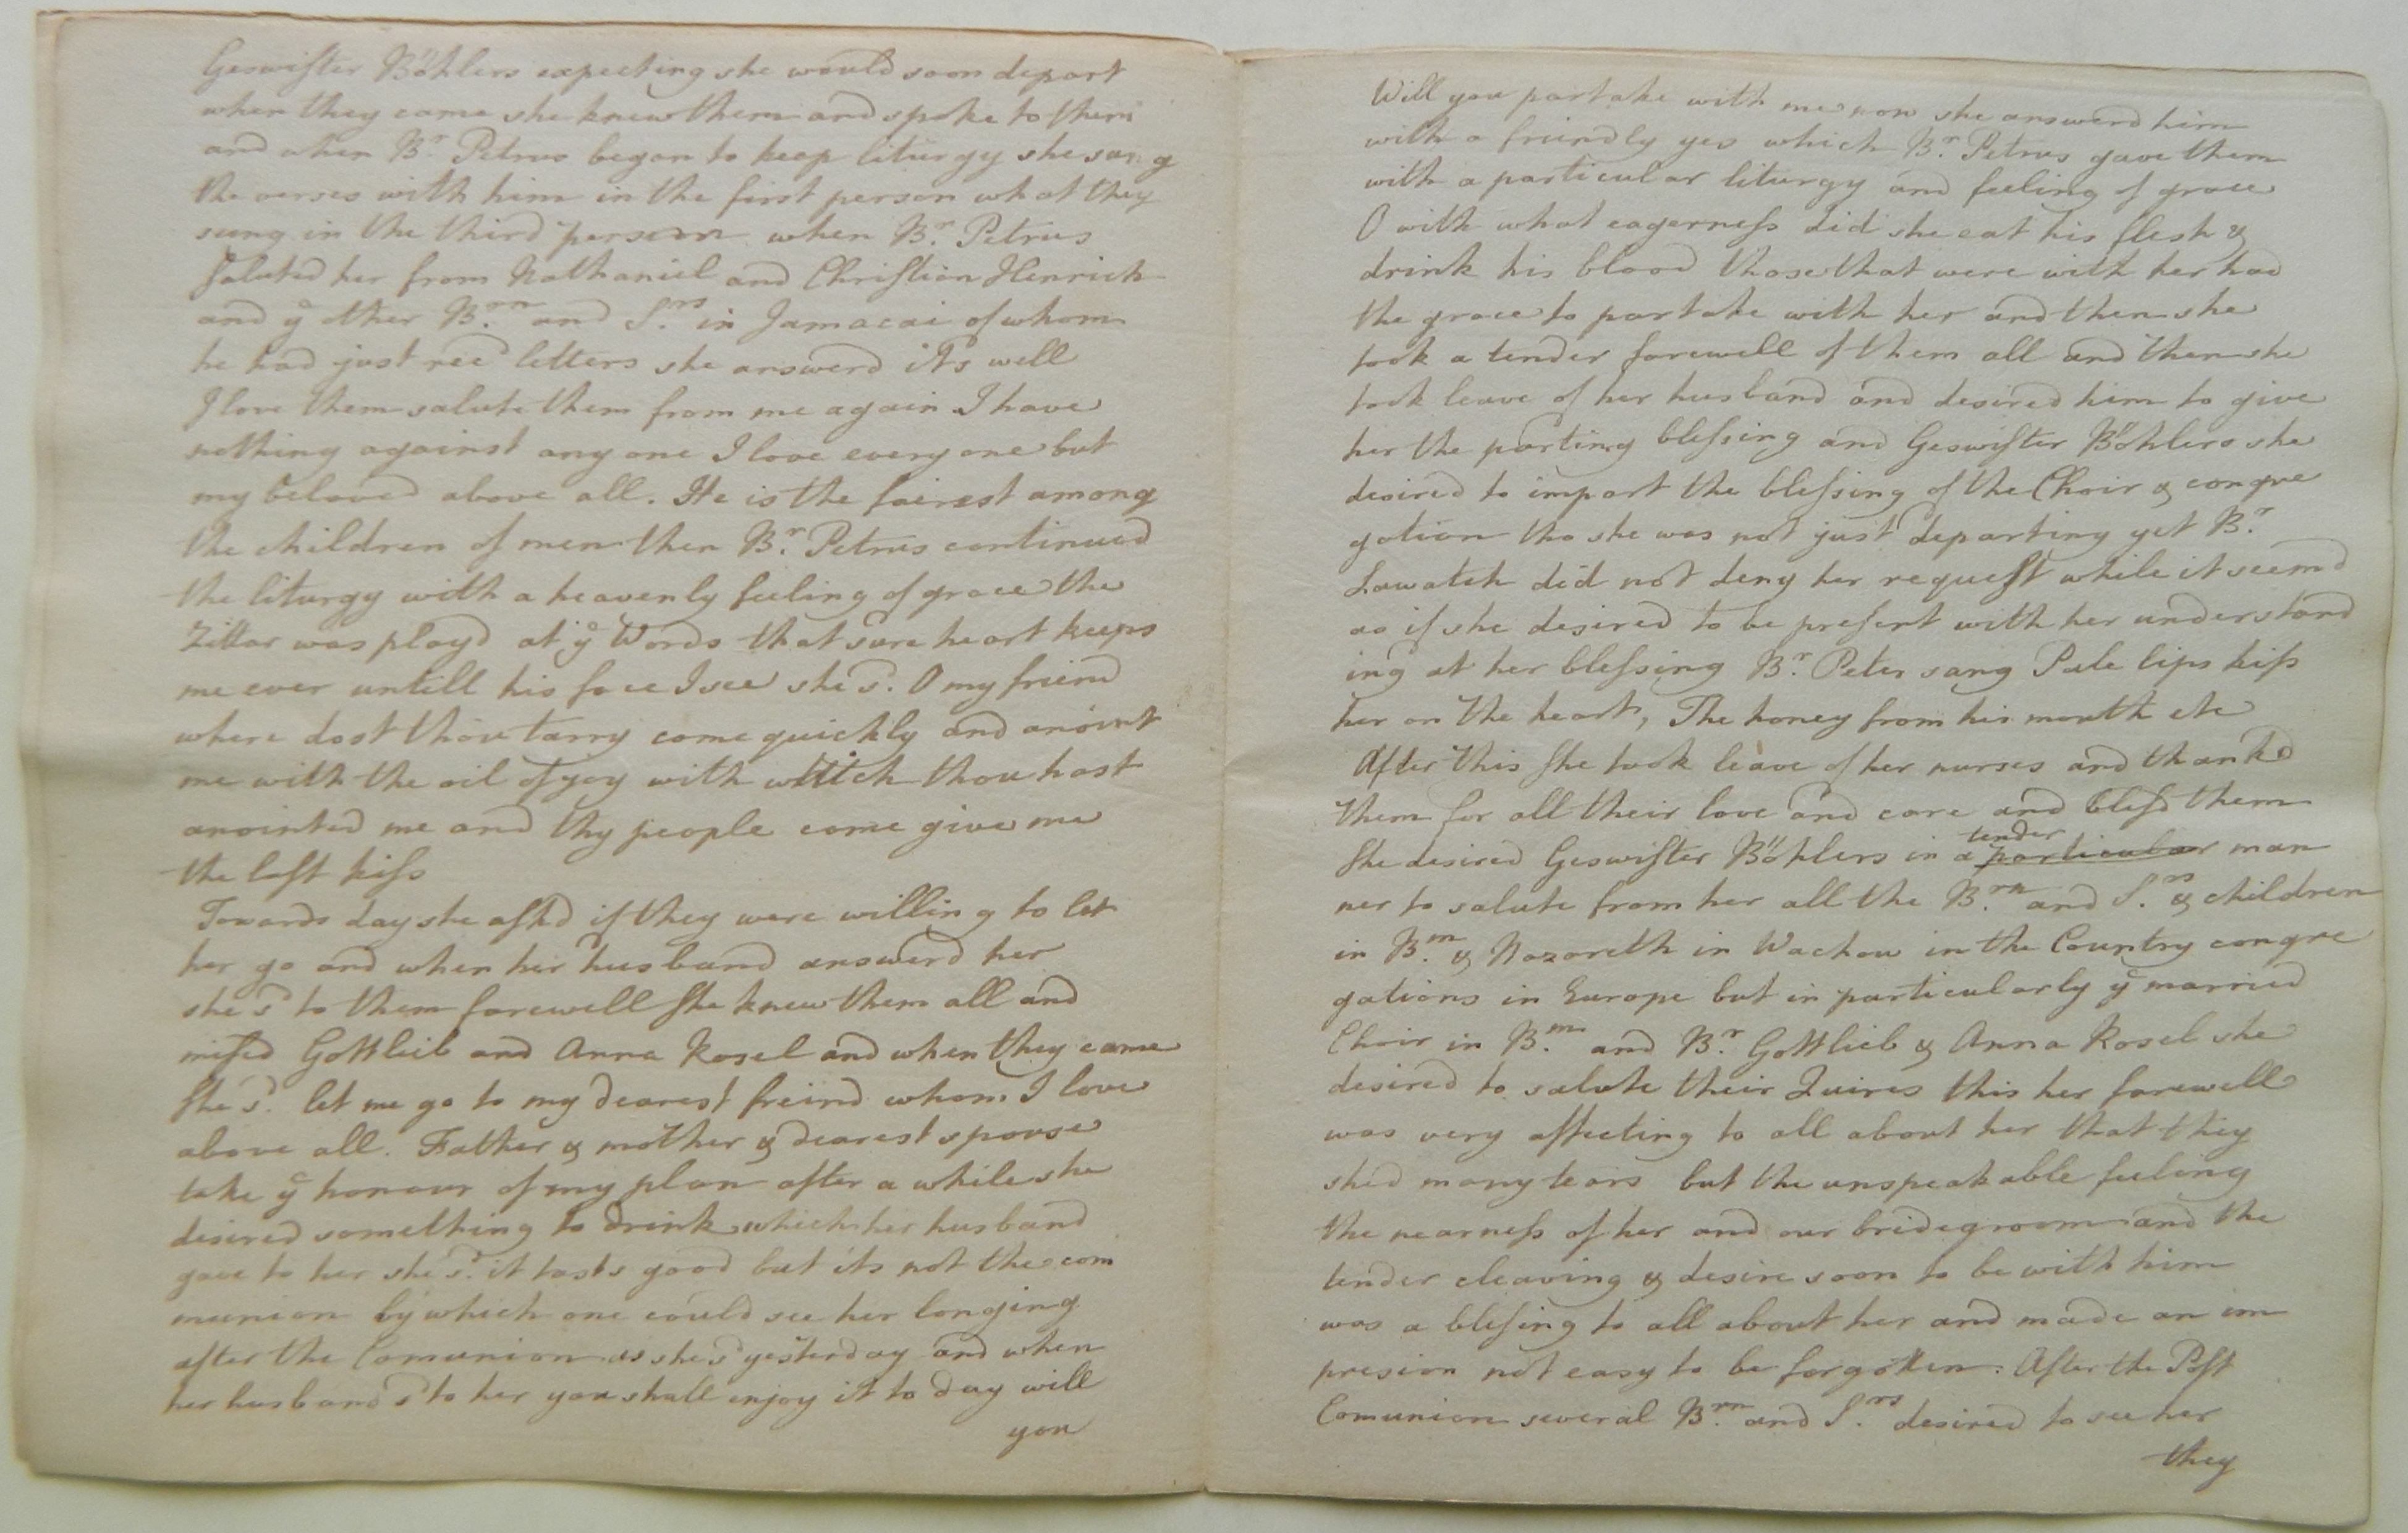 Geswister Böhlers expecting she would soon depart
when they came she knew them and spoke to them
and when Br. Petrus began to keep liturgy she sung
the verses with him in the first person what they
sung in the third person when Br. Petrus
saluted her from Nathaniel and Christian Henrich
and ye other Brn. and Srs. in Jamacai of whom
he had just recd letters she answerd it's well
I love them salute them from me again I have
nothing against any one I love every one but
my beloved above all. He is the fairest among
the children of men then Br. Petrus continued
the liturgy with a heavenly feeling of grace the
Zittar was playd at ye Words that sure heart keeps
me ever untill his face I see she sd. O my friend
where dost thou tarry come quickly and anoint
me with the oil of joy with which thou hast
anointed me and thy people come give me
the last kiss
Towards day she askd if they were willing to let
her go and when her husband answerd her
she sd to them farewell She knew them all and
missd Gottlieb and Anna Rosel and when they came
She sd. let me go to my dearest freind whom I love
above all. Father & mother & dearest spouse
take ye honour of my plan after a while she
desired something to drink which her husband
gave to her she sd. it tasts good but its not the com
munion by which one could see her longing
after the Comunion as she sd yesterday and when
her husband sd to her you shall enjoy it to day will
you
Will you partake with me now she answerd him
with a friendly yes which Br. Petrus gave them
with a particular liturgy and feeling of grace
O with what eagerness did she eat his flesh &
drink his blood those that were with her had
the grace to partake with her and then she
took a tender farewell of them all and then she
took leave of her husband and desired him to give
her the parting blessing and Geswister Böhlers she
desired to impart the blessing of the Choir & congre
gation tho she was not just departing yet Br.
Lawatch did not deny her request while it seemd
as if she desired to be present with her understand
ing at her blessing Br. Peter sang Pale lips kiss
her on the heart, The honey from his mouth etc
After this She took leave of her nurses and thankd
them for all their love and care and blessd them
She desired Geswister Böhlers in a particular tender man
ner to salute from her all the Brn. and Srs. & children
in Bm. & Nazareth in Wachow in the Country congre
gations in Europe but in particularly ye married
Choir in Bm. and Br. Gottlieb & Anna Rosel she
desired to salute their Quires this her farewell
was very affecting to all about her that they
shed many tears but the unspeakable feeling
the nearness of her and our bridegroom and the
tender cleaving & desire soon to be with him
was a blesing to all about her and made an im
presion not easy to be forgotten: After the Post
Comunion several Brn. and Srs. desired to see her
they